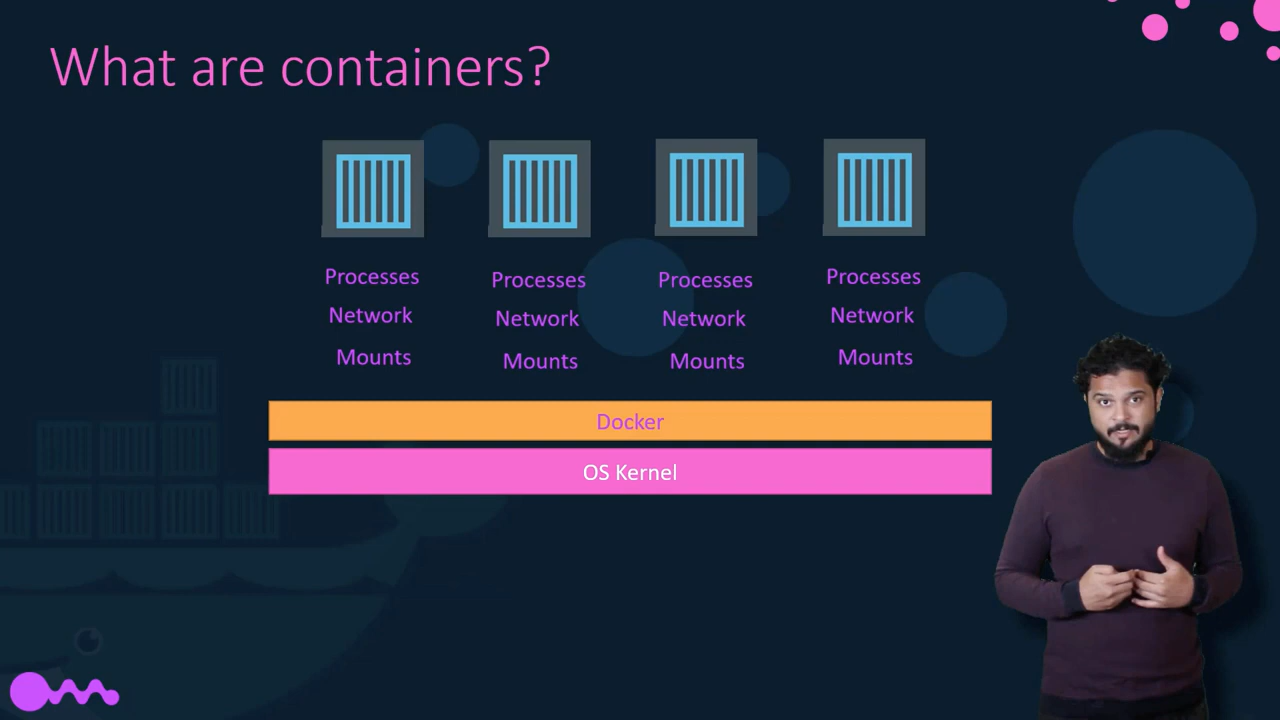 What are containers?
Processes Processes Processes Processes
Network Network Network Network
Mounts Mounts Mounts Mounts
Docker
OS Kernel